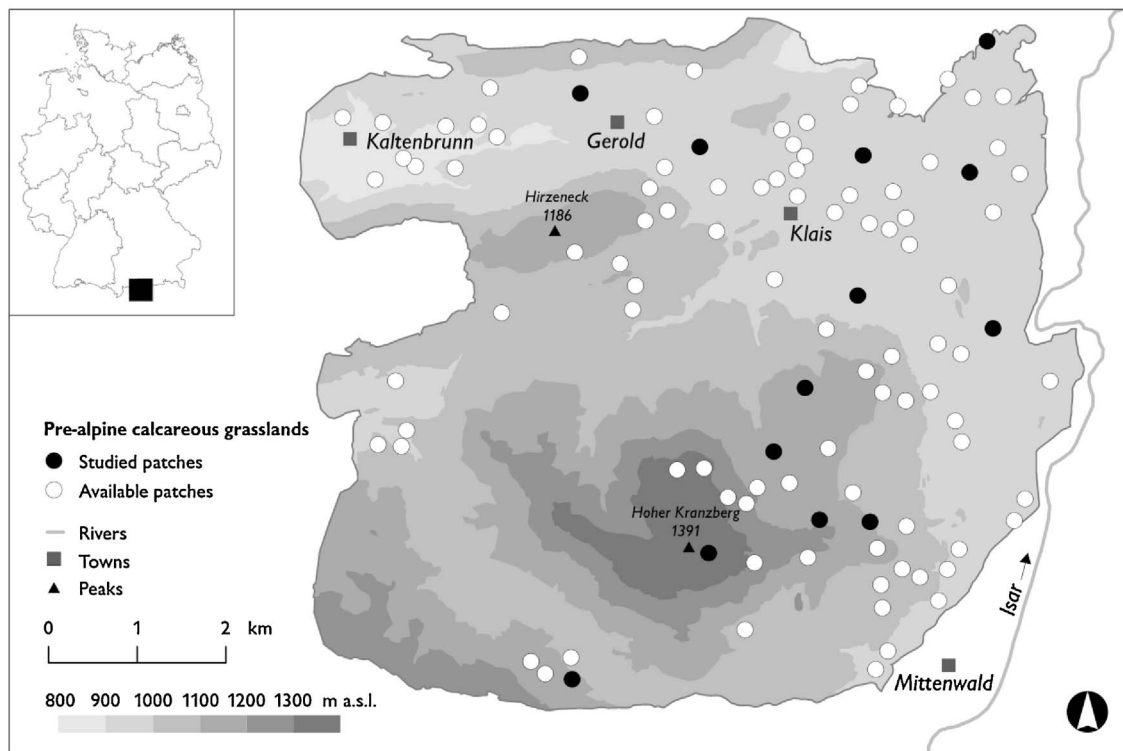 Kaltenbrunn
Gerold
Hirzeneck
1186
Klais
Pre-alpine calcareous grasslands
Studied patches
Available patches
Rivers
Towns
Peaks
0 1 2 km
800 900 1000 1100 1200 1300 m a.s.l.
Hoher Kranzberg
1391
Isar
Mittenwald